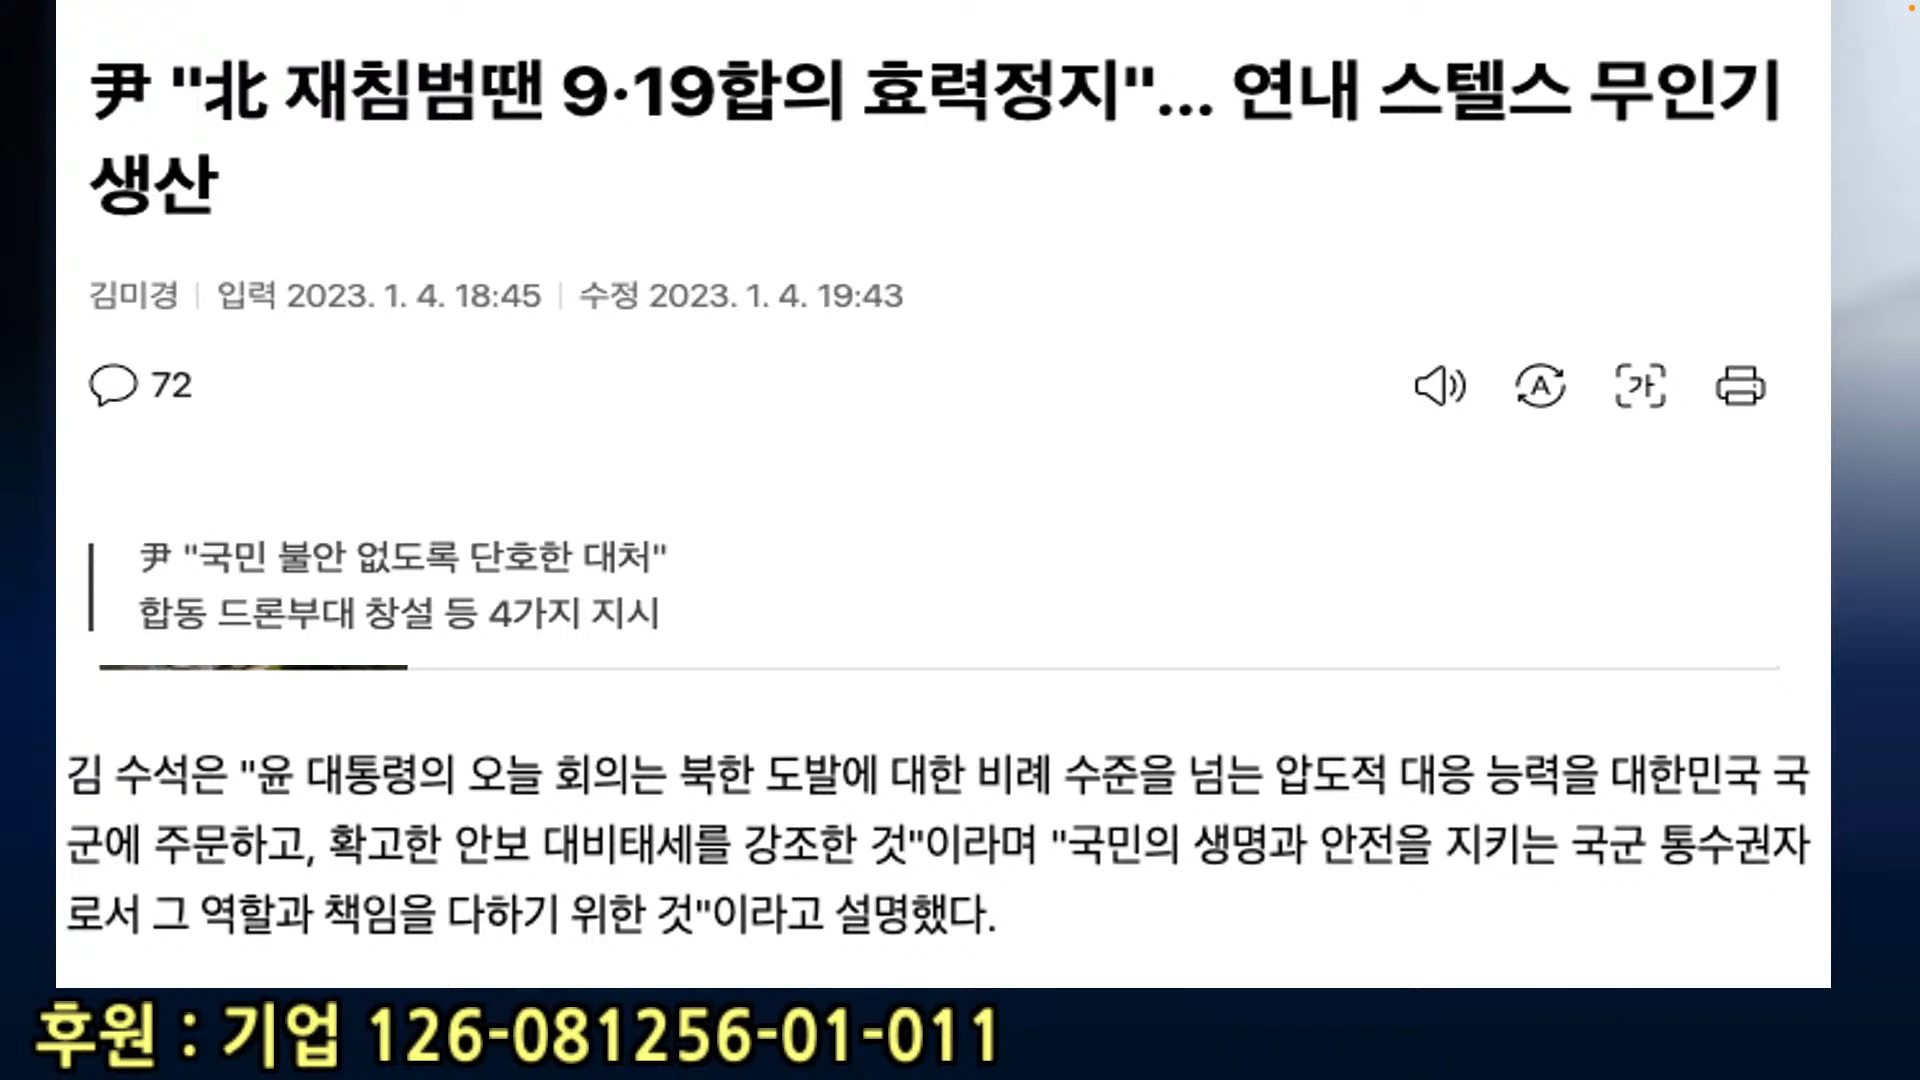 尹 "北 재침범땐 9·19합의 효력정지"... 연내 스텔스 무인기
생산
김미경 | 입력 2023. 1. 4. 18:45 | 수정 2023. 1. 4. 19:43
72
A
가
尹 "국민 불안 없도록 단호한 대처"
합동 드론부대 창설 등 4가지 지시
김 수석은 "윤 대통령의 오늘 회의는 북한 도발에 대한 비례 수준을 넘는 압도적 대응 능력을 대한민국 국
군에 주문하고, 확고한 안보 대비태세를 강조한 것"이라며 "국민의 생명과 안전을 지키는 국군 통수권자
로서 그 역할과 책임을 다하기 위한 것"이라고 설명했다.
후원 : 기업 126-081256-01-011